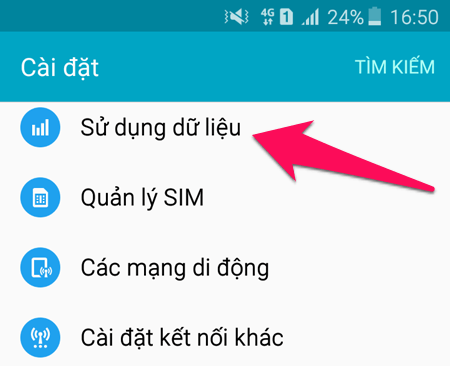 4G 1 24% 16:50
Cài đặt TÌM KIẾM
Sử dụng dữ liệu
Quản lý SIM
Các mạng di động
Cài đặt kết nối khác